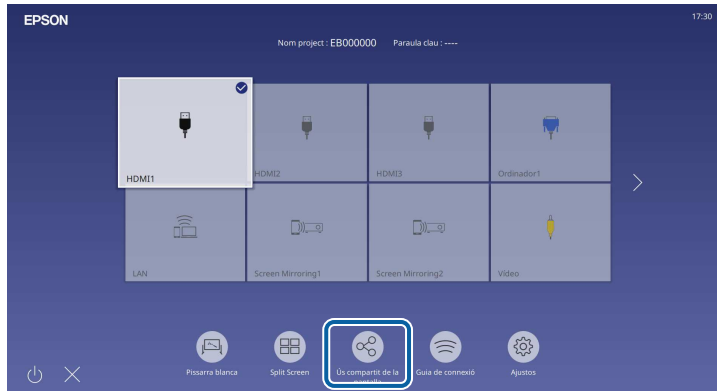 EPSON
17:30
Nom project : EB000000 Paraula clau : ----
HDMI1
HDMI2
HDMI3
Ordinador1
LAN
Screen Mirroring1
Screen Mirroring2
Vídeo
Pissarra blanca
Split Screen
Ús compartit de la
pantalla
Guia de connexió
Ajustos